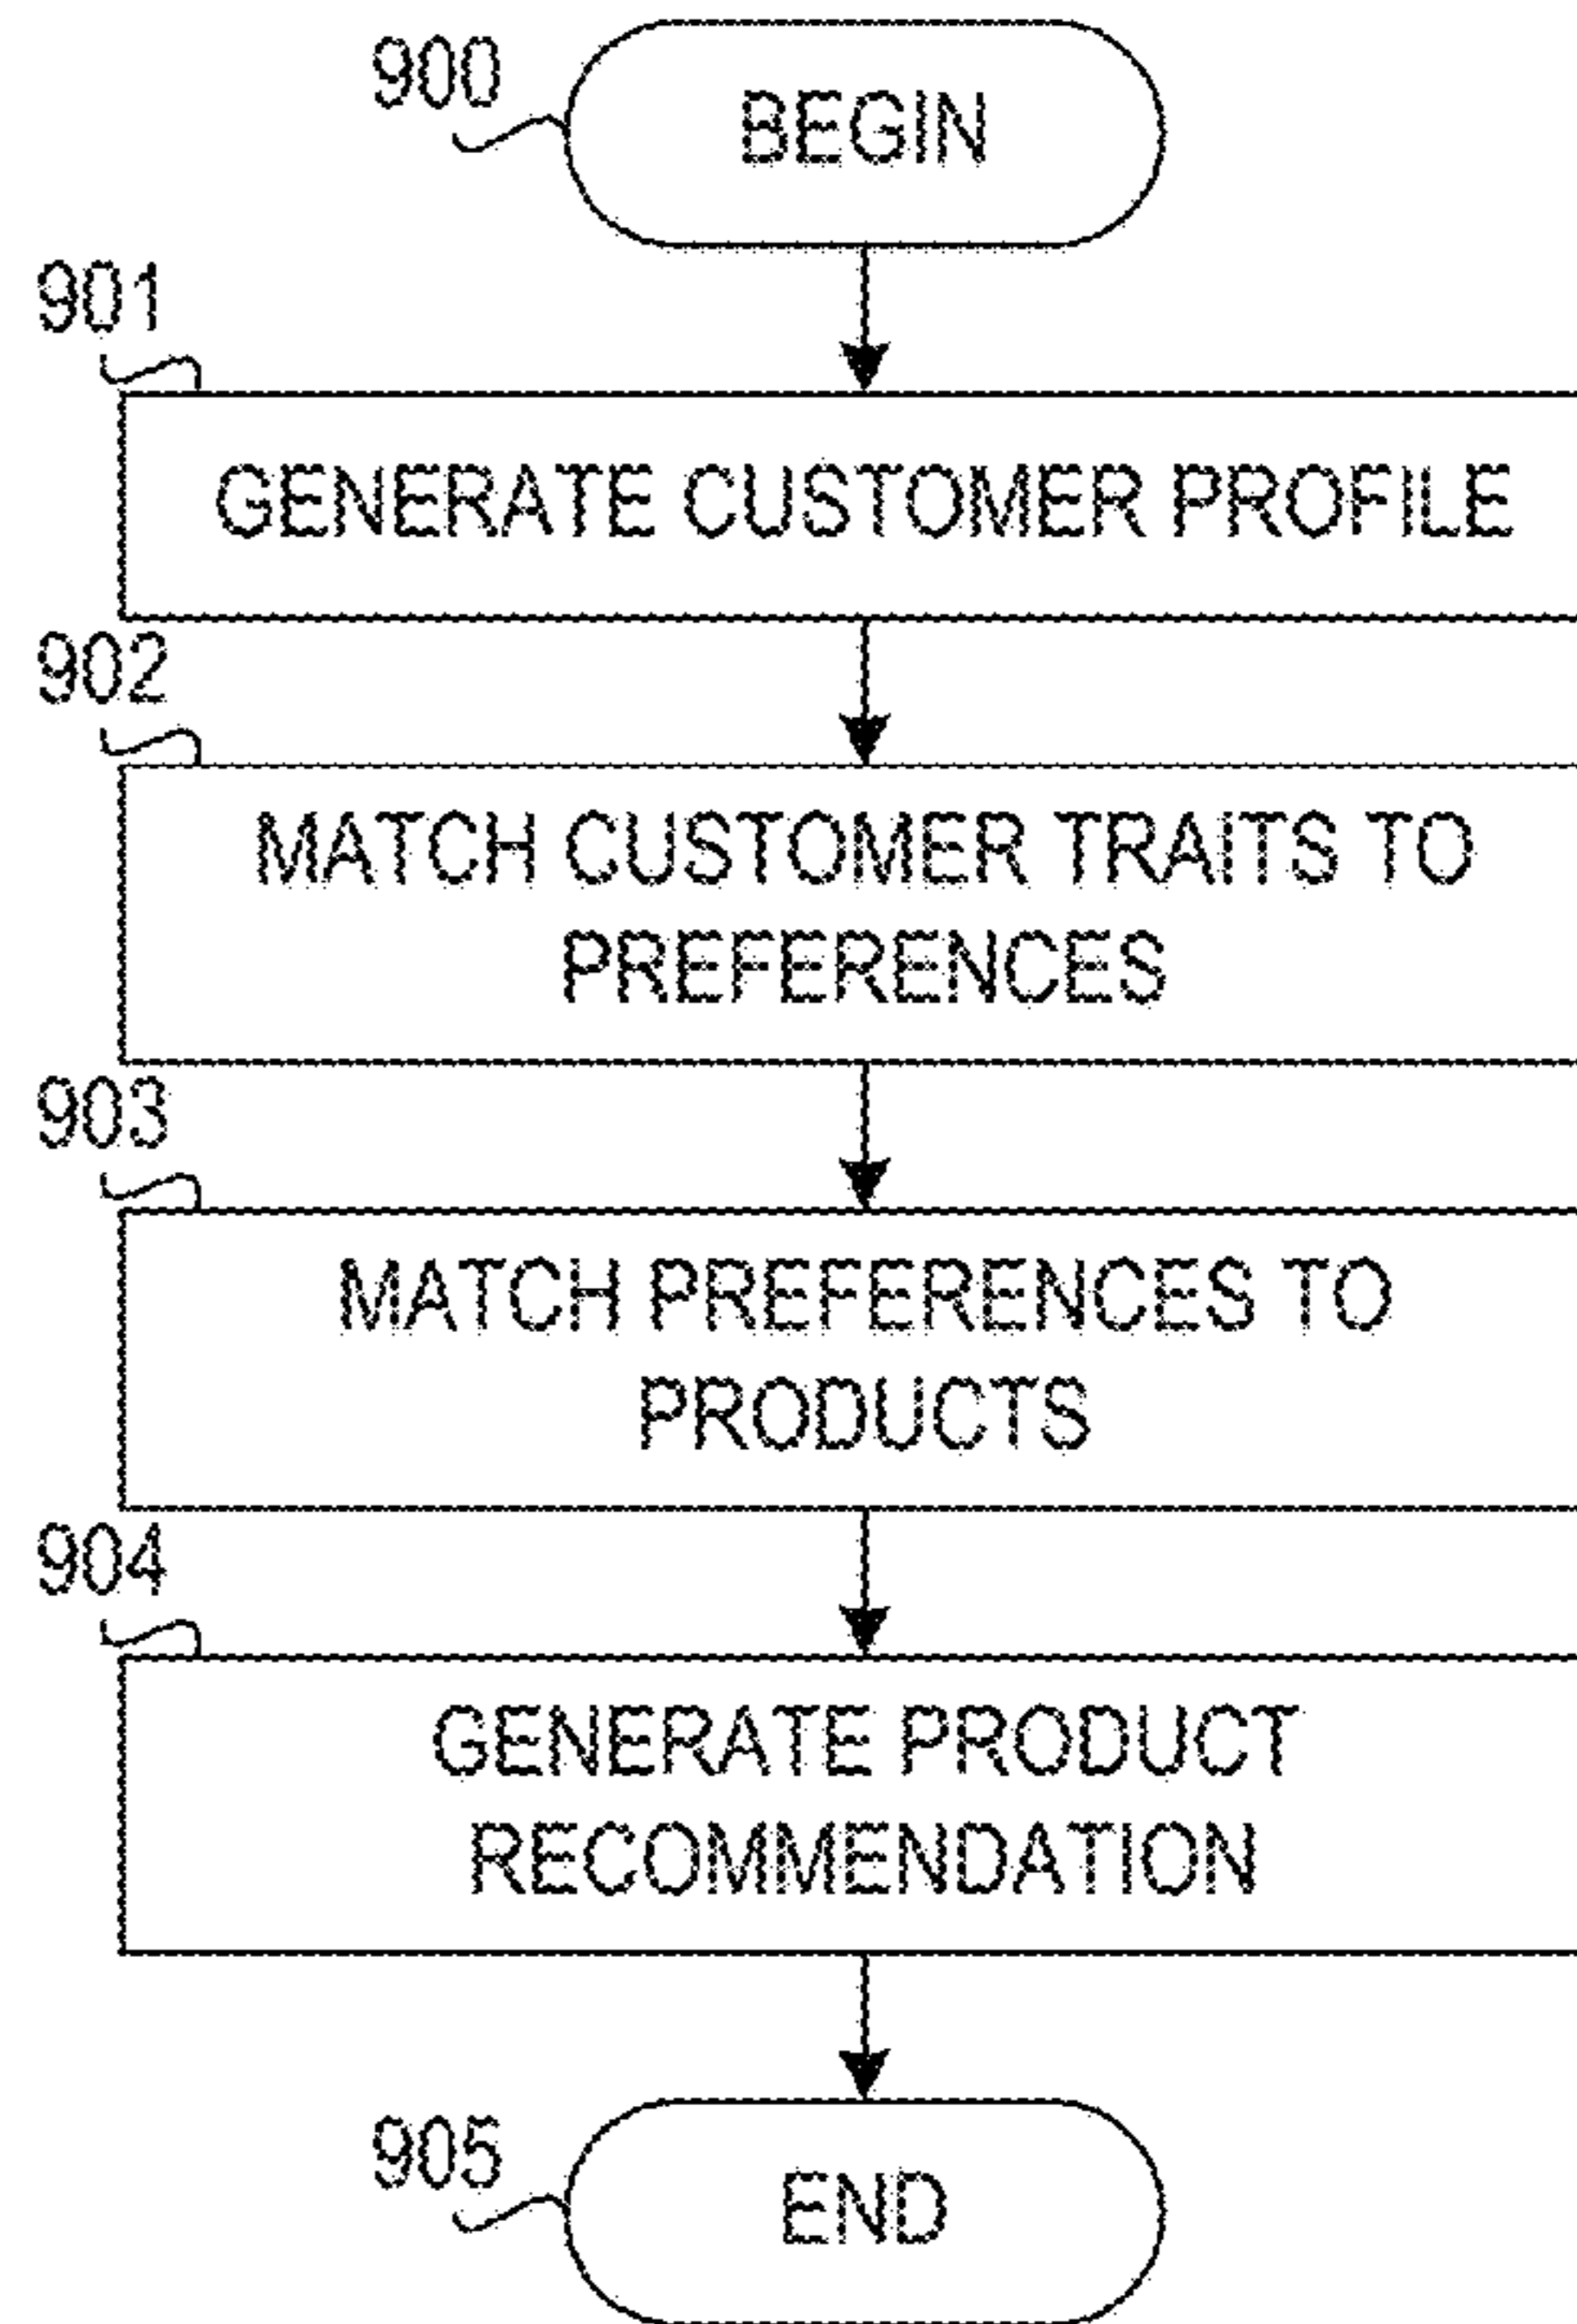 900
BEGIN
901
GENERATE CUSTOMER PROFILE
902
MATCH CUSTOMER TRAITS TO
PREFERENCES
903
MATCH PREFERENCES TO
PRODUCTS
904
GENERATE PRODUCT
RECOMMENDATION
905
END